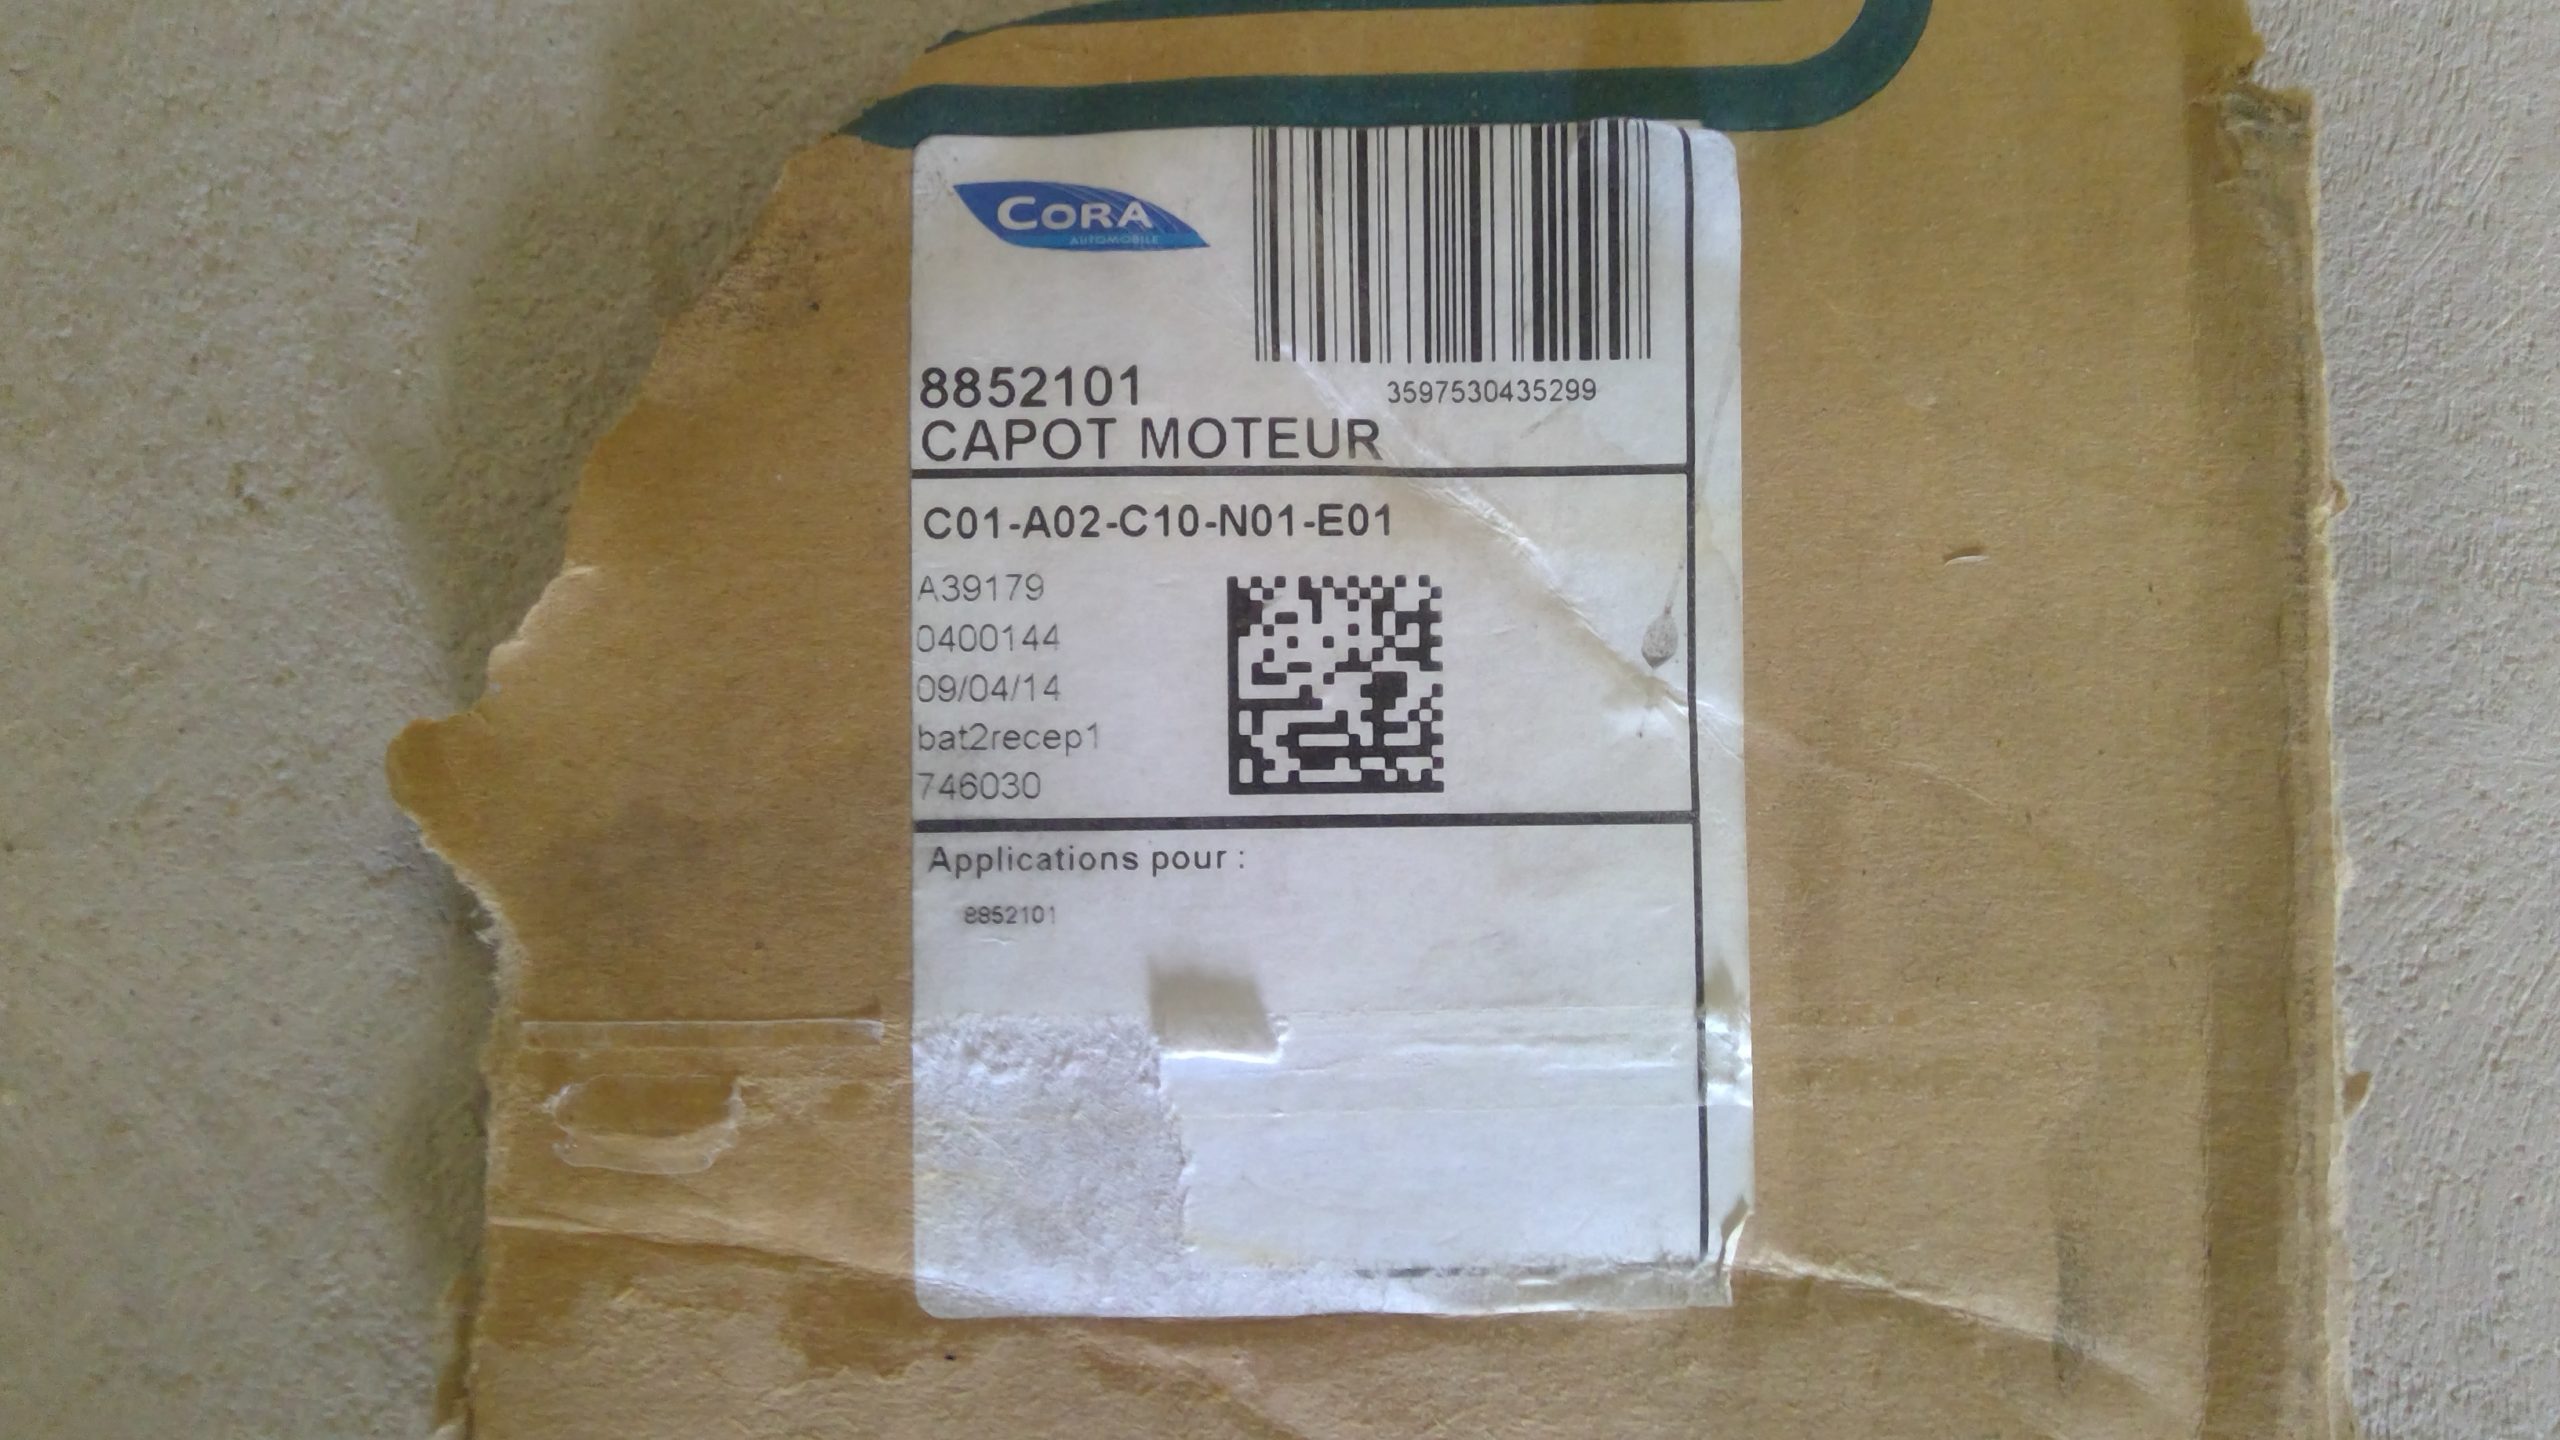 CORA
AUTOMOBILE
3597530435299
8852101
CAPOT MOTEUR
C01-A02-C10-N01-E01
A39179
0400144
09/04/14
bat2recep1
746030
Applications pour :
8852101